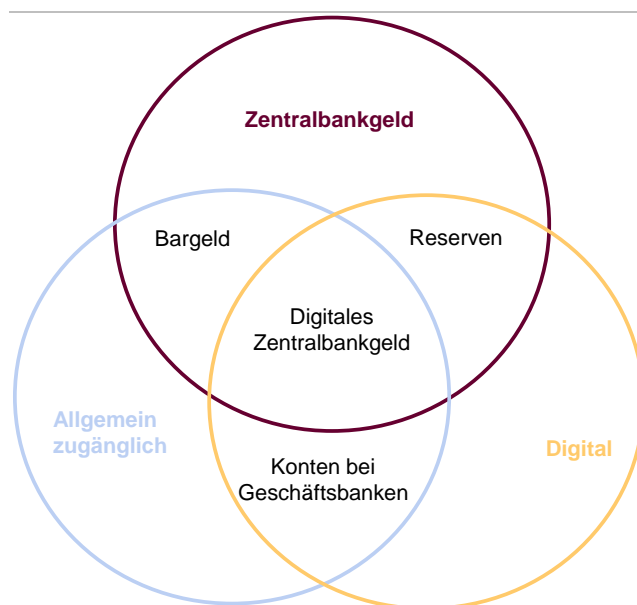 Zentralbankgeld
Bargeld
Reserven
Digitales
Zentralbankgeld
Allgemein
zugänglich
Digital
Konten bei
Geschäftsbanken